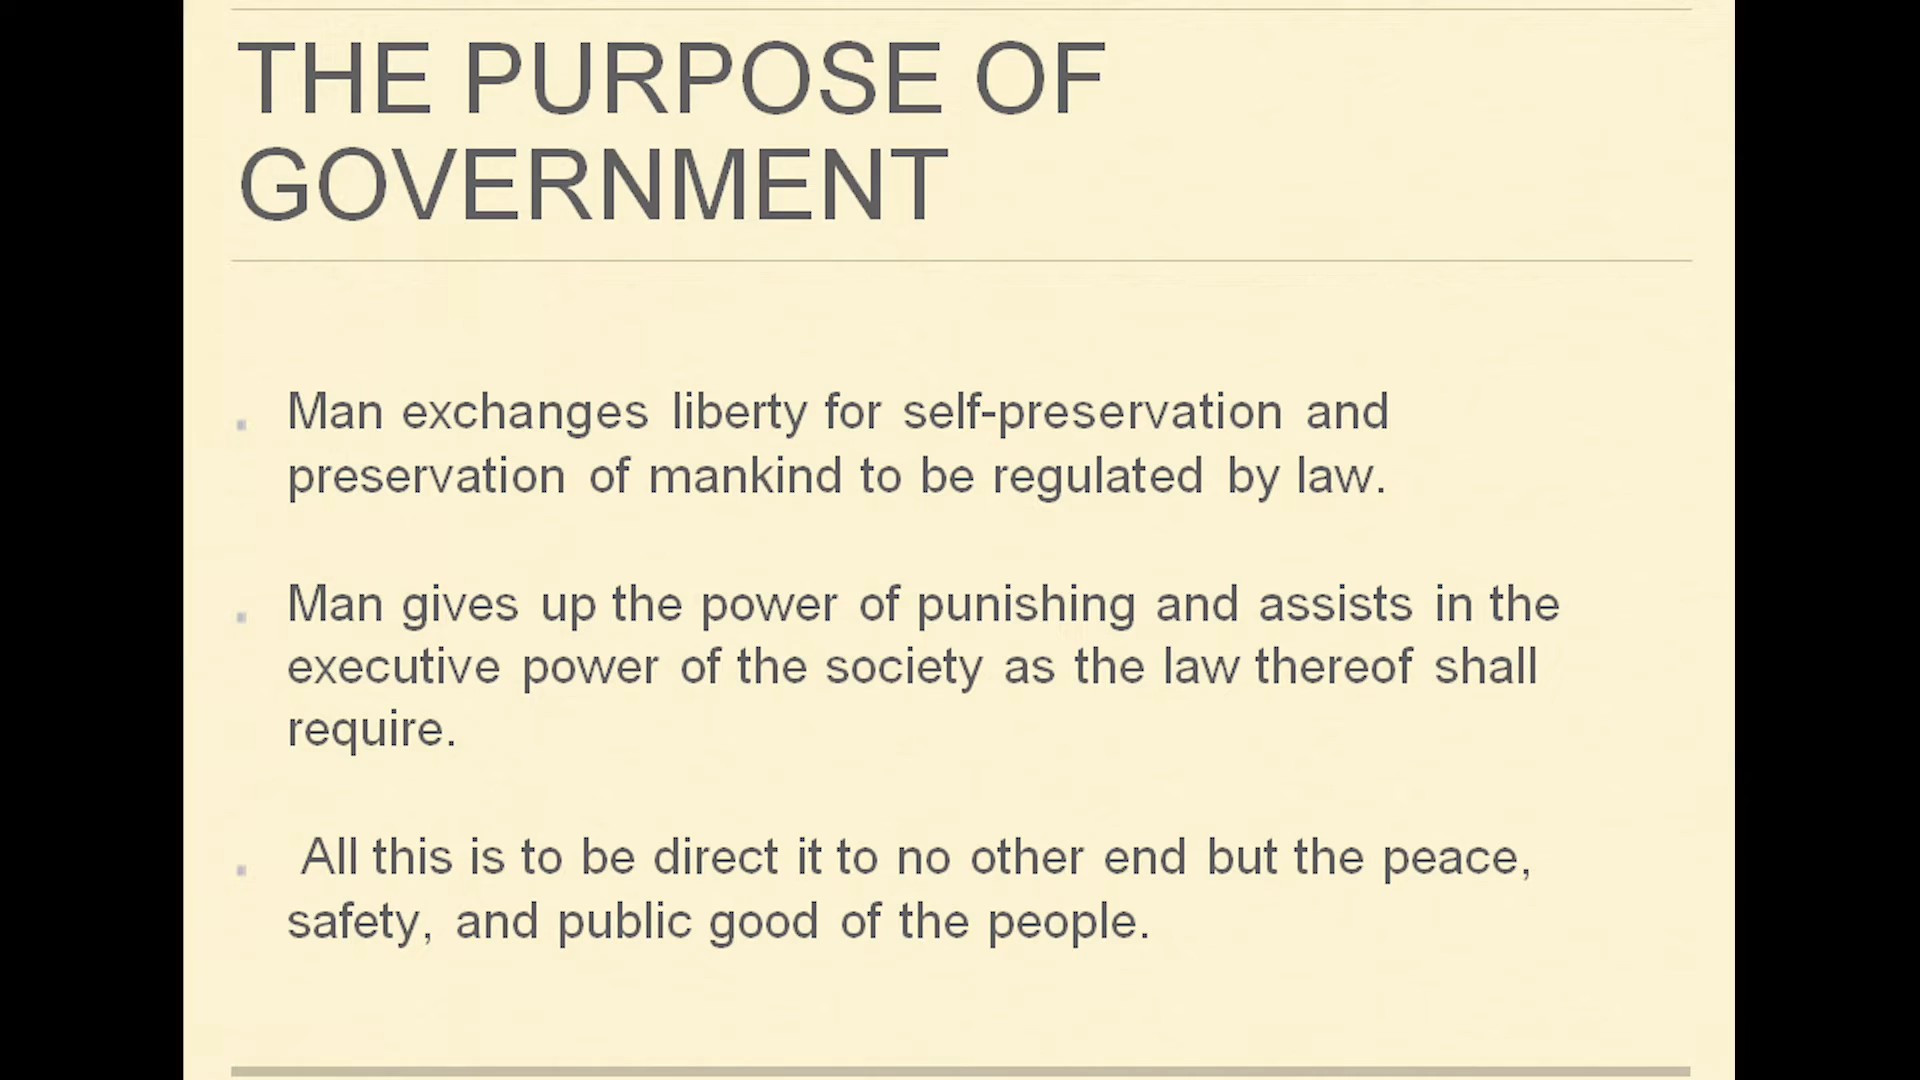 THE PURPOSE OF
GOVERNMENT
Man exchanges liberty for self-preservation and
preservation of mankind to be regulated by law.
Man gives up the power of punishing and assists in the
executive power of the society as the law thereof shall
require.
All this is to be direct it to no other end but the peace,
safety, and public good of the people.